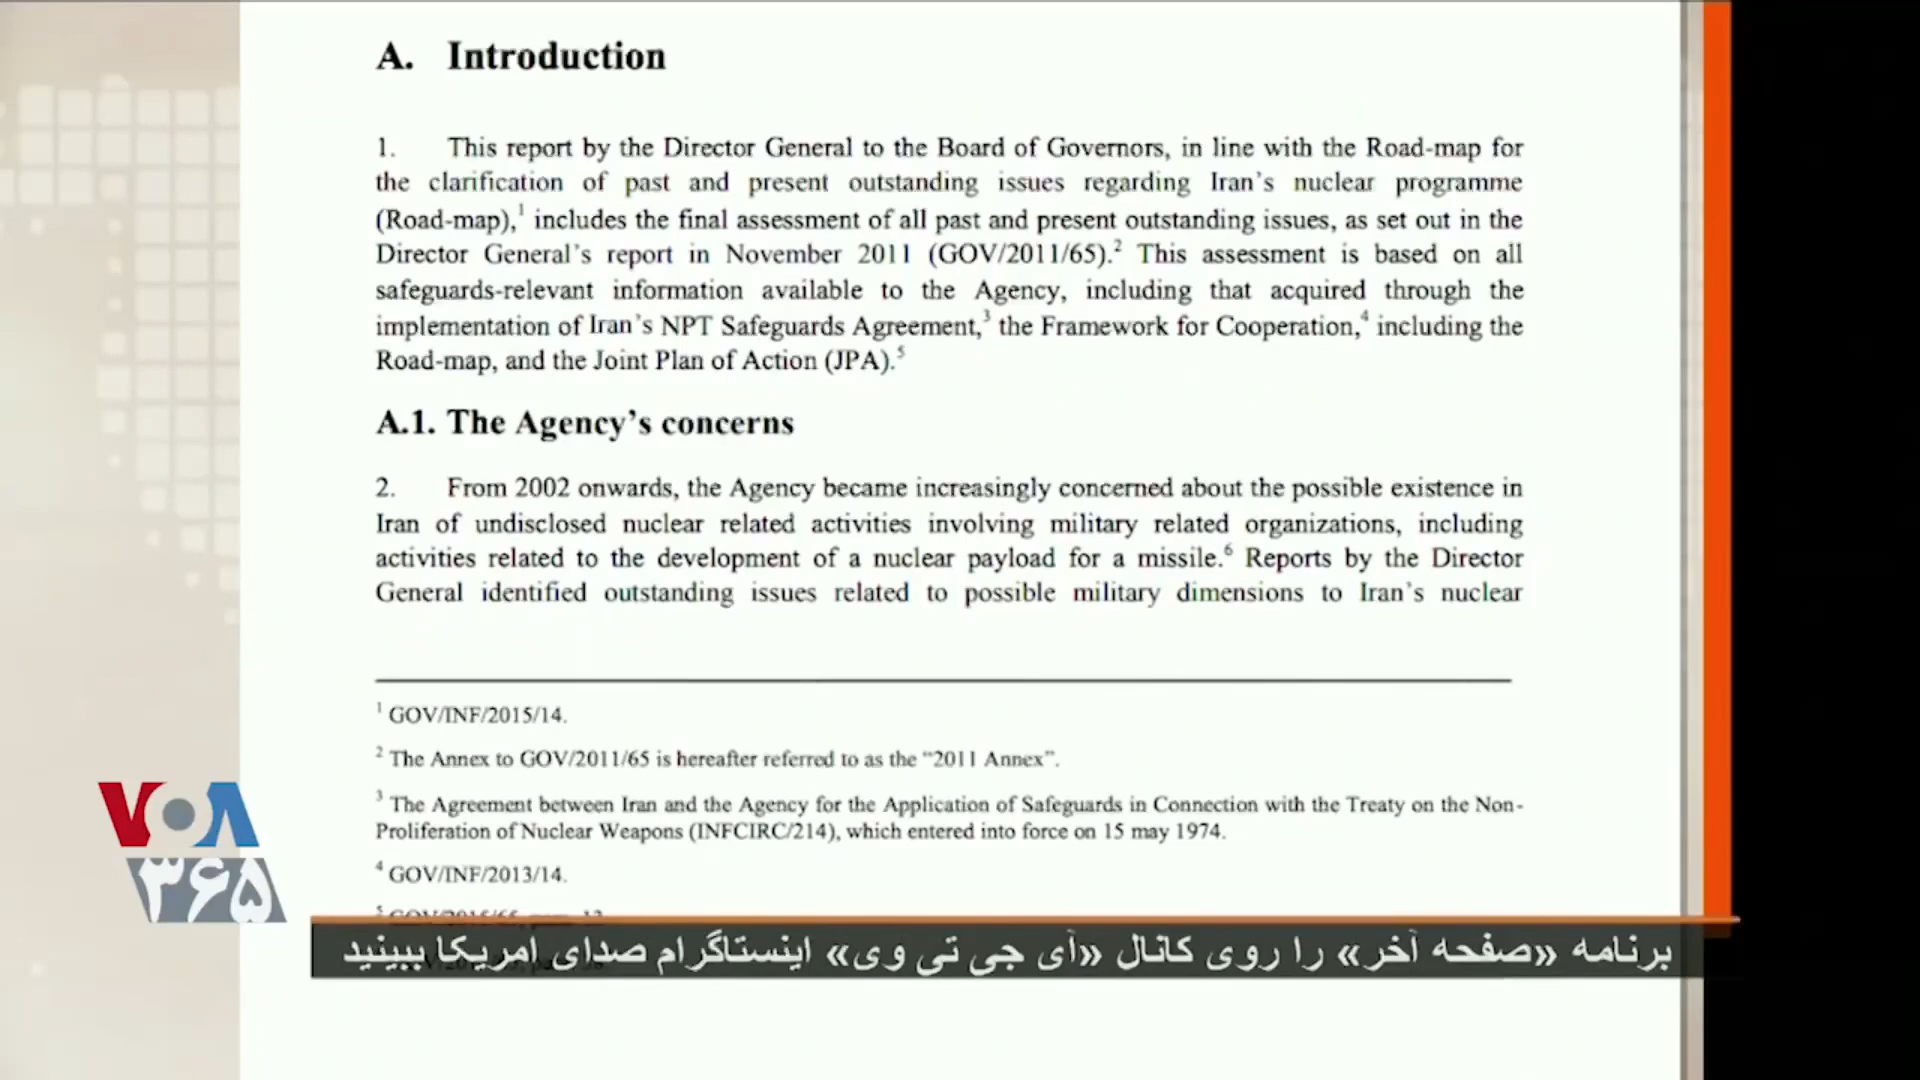 A. Introduction
1. This report by the Director General to the Board of Governors, in line with the Road-map for
the clarification of past and present outstanding issues regarding Iran's nuclear programme
(Road-map),1 includes the final assessment of all past and present outstanding issues, as set out in the
Director General's report in November 2011 (GOV/2011/65).2 This assessment is based on all
safeguards-relevant information available to the Agency, including that acquired through the
implementation of Iran's NPT Safeguards Agreement,3 the Framework for Cooperation,4 including the
Road-map, and the Joint Plan of Action (JPA).5
A.1. The Agency's concerns
2. From 2002 onwards, the Agency became increasingly concerned about the possible existence in
Iran of undisclosed nuclear related activities involving military related organizations, including
activities related to the development of a nuclear payload for a missile.6 Reports by the Director
General identified outstanding issues related to possible military dimensions to Iran's nuclear
1 GOV/INF/2015/14.
2 The Annex to GOV/2011/65 is hereafter referred to as the "2011 Annex".
3 The Agreement between Iran and the Agency for the Application of Safeguards in Connection with the Treaty on the Non-
Proliferation of Nuclear Weapons (INFCIRC/214), which entered into force on 15 may 1974.
4 GOV/INF/2013/14.
VOA
۳۶۵
برنامه «صفحه آخر» را روی کانال «آی جی تی وی» اینستاگرام صدای امریکا ببینید